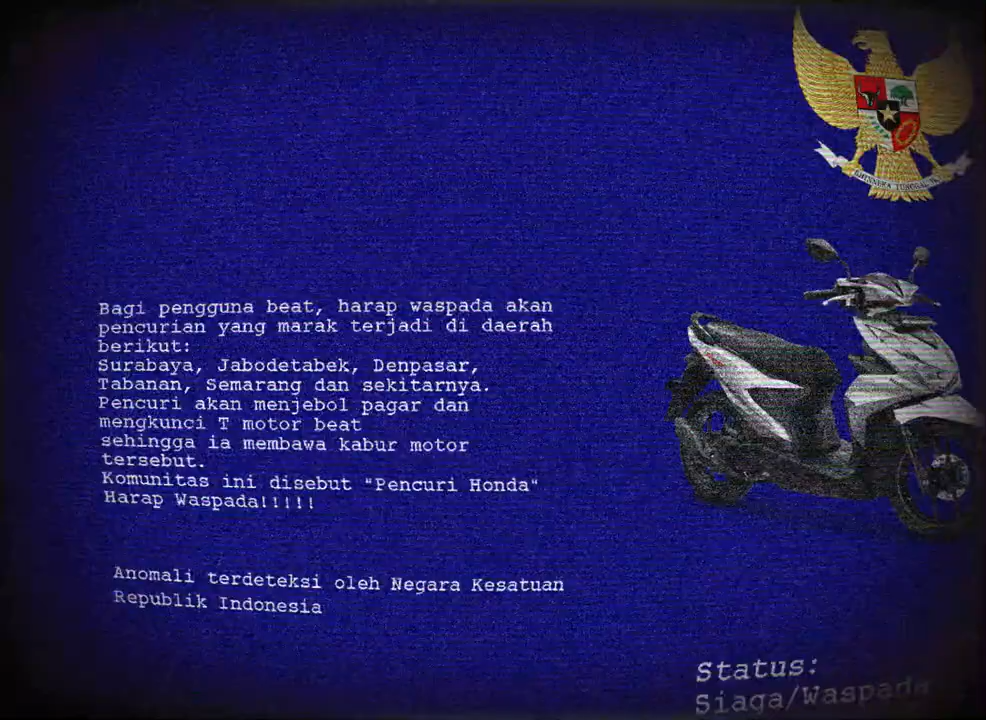 Bagi pengguna beat, harap waspada akan
pencurian yang marak terjadi di daerah
berikut:
Surabaya, Jabodetabek, Denpasar,
Tabanan, Semarang dan sekitarnya.
Pencuri akan menjebol pagar dan
mengkunci T motor beat
sehingga ia membawa kabur motor
tersebut.
Komunitas ini disebut "Pencuri Honda"
Harap Waspada!!!!!
Anomali terdeteksi oleh Negara Kesatuan
Republik Indonesia
Status:
Siaga/Waspada